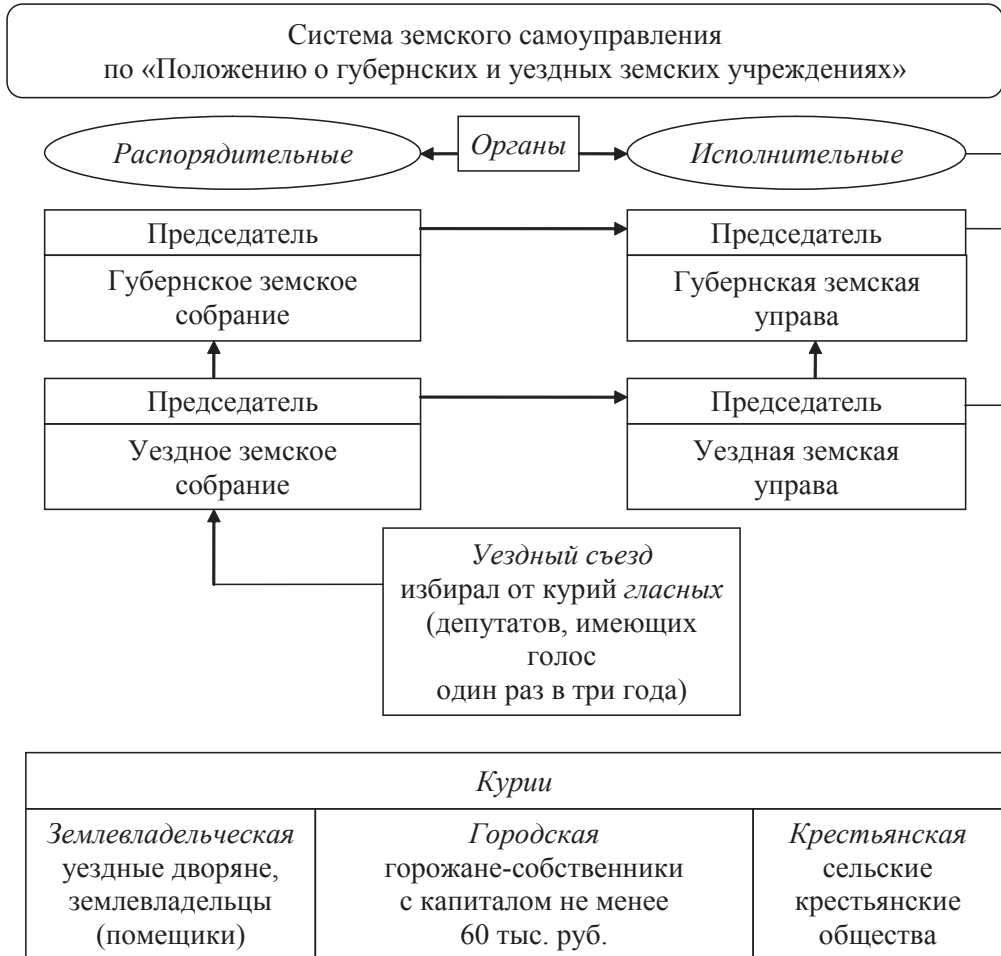 Система земского самоуправления
по «Положению о губернских и уездных земских учреждениях»
Распорядительные
Органы
Исполнительные
Председатель
Губернское земское
собрание
Председатель
Губернская земская
управа
Председатель
Уездное земское
собрание
Председатель
Уездная земская
управа
Уездный съезд
избирал от курий гласных
(депутатов, имеющих
голос
один раз в три года)
Курии
Землевладельческая
уездные дворяне,
землевладельцы
(помещики)
Городская
горожане-собственники
с капиталом не менее
60 тыс. руб.
Крестьянская
сельские
крестьянские
общества